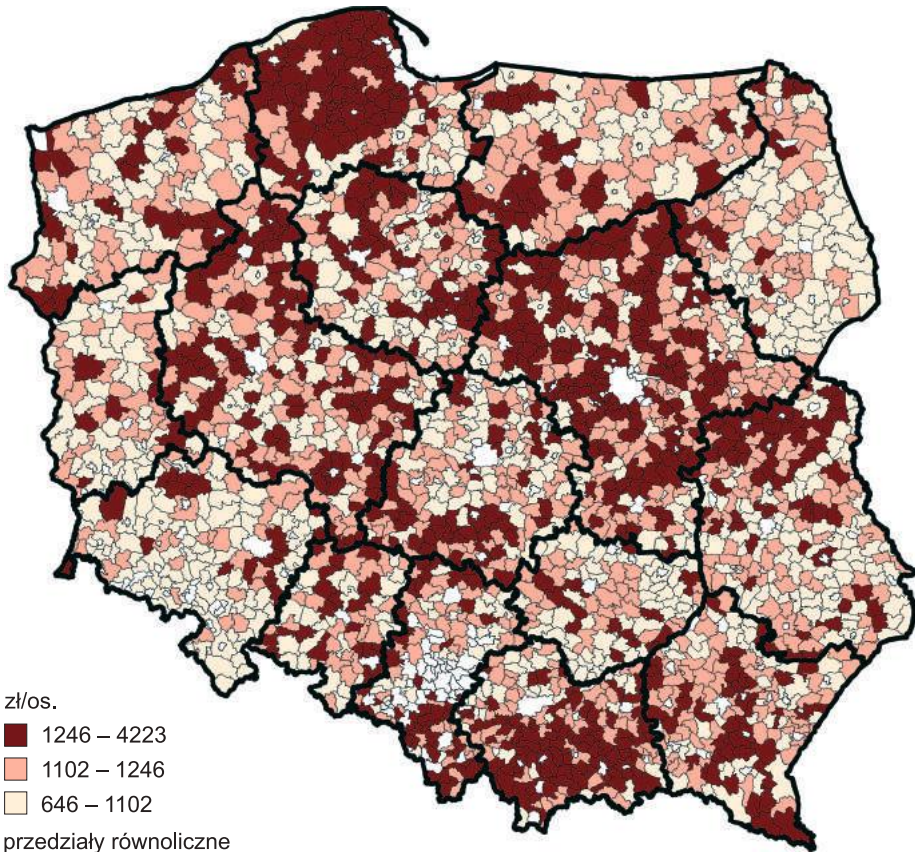 zł/os.
1246 – 4223
1102 – 1246
646 – 1102
przedziały równoliczne